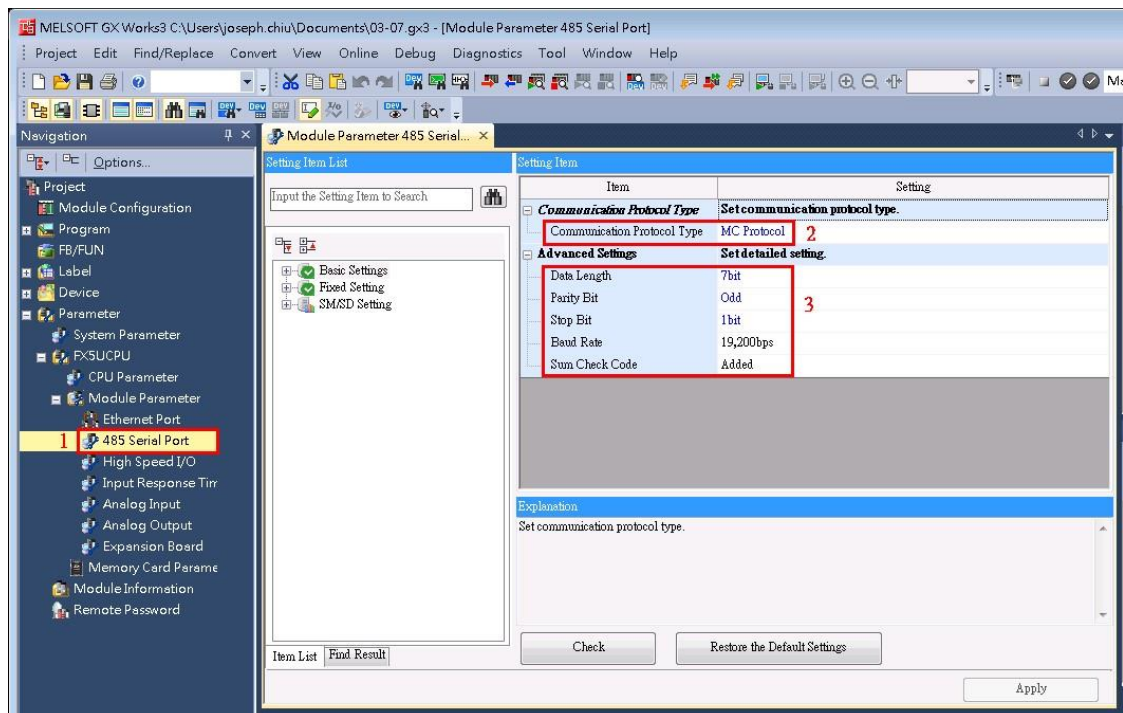 MELSOFT GX Works3 C:\Users\joseph.chiu\Documents\03-07.gx3 - [Module Parameter 485 Serial Port]
Project Edit Find/Replace Convert View Online Debug Diagnostics Tool Window Help
Navigation
Options...
Project
Module Configuration
Program
FB/FUN
Label
Device
Parameter
System Parameter
FX5UCPU
CPU Parameter
Module Parameter
Ethernet Port
1 485 Serial Port
High Speed I/O
Input Response Tim
Analog Input
Analog Output
Expansion Board
Memory Card Parame
Module Information
Remote Password
Module Parameter 485 Serial...
Setting Item List
Input the Setting Item to Search
Basic Settings
Fixed Setting
SM/SD Setting
Item List Find Result
Setting Item
Item Setting
Communication Protocol Type Set communication protocol type.
Communication Protocol Type MC Protocol 2
Advanced Settings Set detailed setting.
Data Length 7bit
Parity Bit Odd
3
Stop Bit 1bit
Baud Rate 19,200bps
Sum Check Code Added
Explanation
Set communication protocol type.
Check Restore the Default Settings
Apply